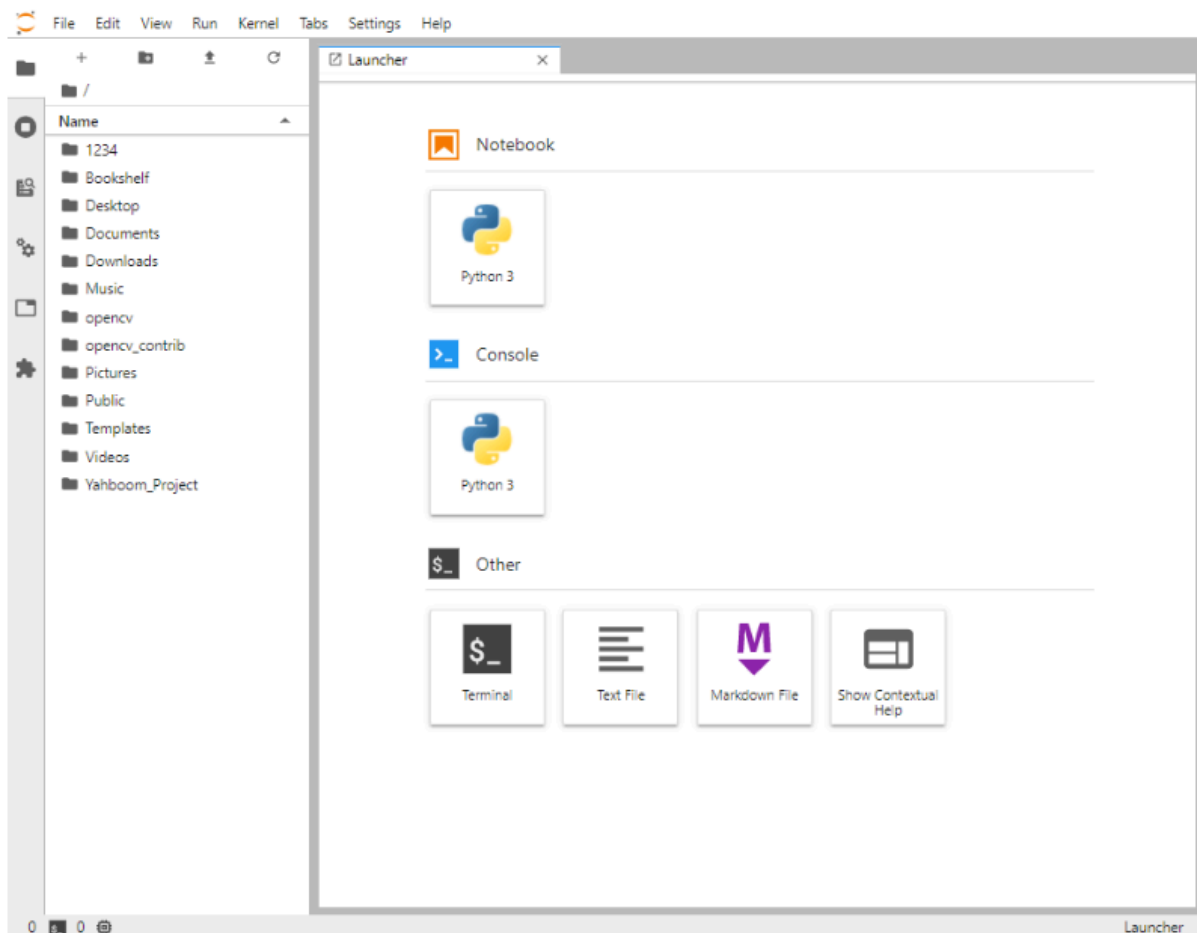 File Edit View Run Kernel Tabs Settings Help
Launcher
/
Name
1234
Bookshelf
Desktop
Documents
Downloads
Music
opencv
opencv_contrib
Pictures
Public
Templates
Videos
Yahboom_Project
Notebook
Python 3
Console
>_
Python 3
$_ Other
$_
Terminal
Text File
M
Markdown File
Show Contextual
Help
0 $_ 0
Launcher